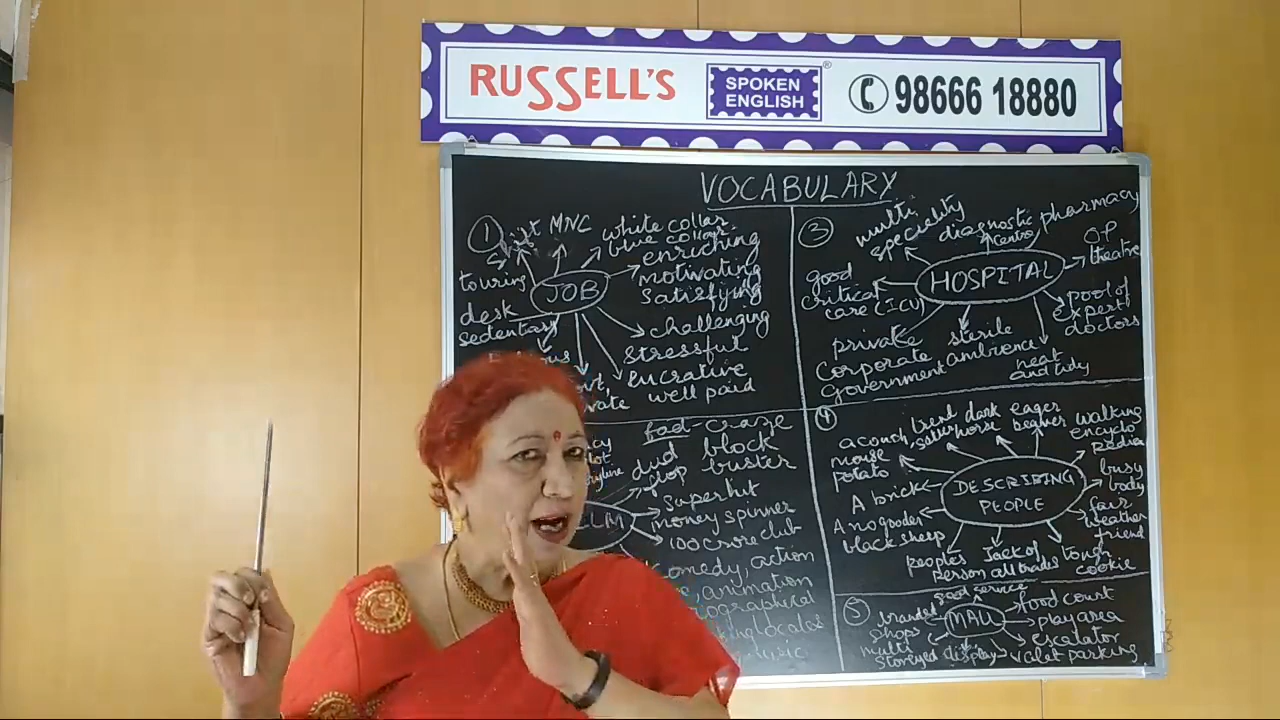 RUSSELL'S
SPOKEN
ENGLISH
®
98666 18880
VOCABULARY
1
MNC
white collar
blue collar
enriching
motivating
satisfying
touring
JOB
desk
sedentary
challenging
stressful
lucrative
well paid
3
multi
speciality
diagnostic
centre
pharmacy
O.P
theatre
HOSPITAL
good
critical
care (ICU)
pool of
expert
doctors
private
corporate
government
sterile
ambience
neat
and tidy
fad-craze
dud
flop
block
buster
superhit
money spinner
100 crore club
comedy, action
animation
4
a couch
potato
mouse
trend
setter
dark
horse
eager
beaver
walking
encyclo
pedia
DESCRIBING
PEOPLE
busy
body
A brick
fair
weather
friend
A no gooder
black sheep
peoples
person
Jack of
all trades
tough
cookie
5
good service
branded
shops
MALL
food court
play area
escalator
multi
storeyed
display
valet parking